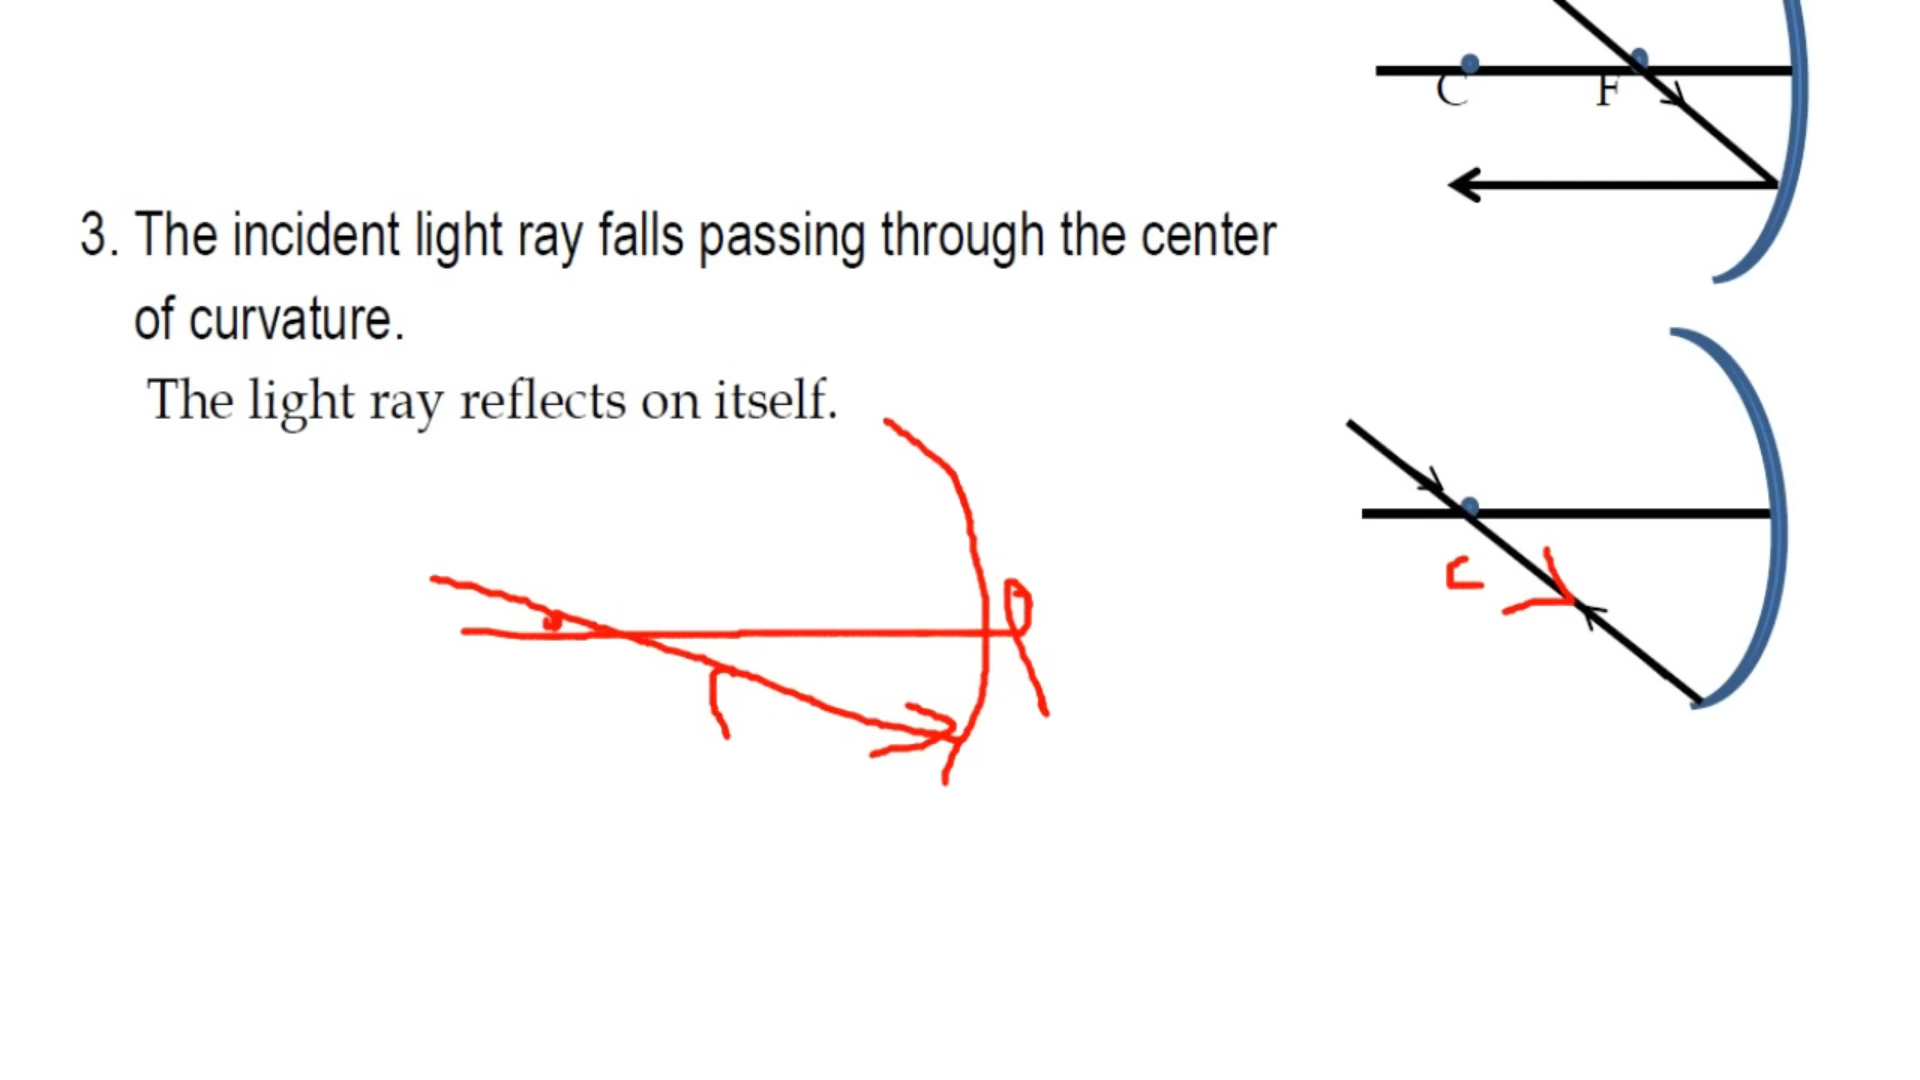 C F
3. The incident light ray falls passing through the center
of curvature.
The light ray reflects on itself.
C